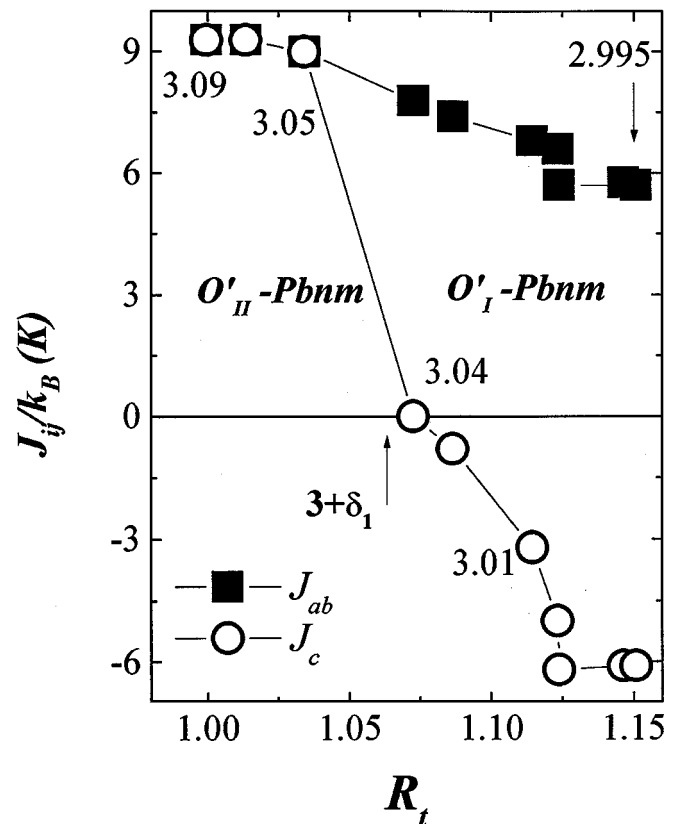 9
6
3
0
-3
-6
J_ij/k_B (K)
3.09
3.05
2.995
O'_II -Pbnm
O'_I -Pbnm
3.04
3+δ_1
3.01
J_ab
J_c
1.00
1.05
1.10
1.15
R_t